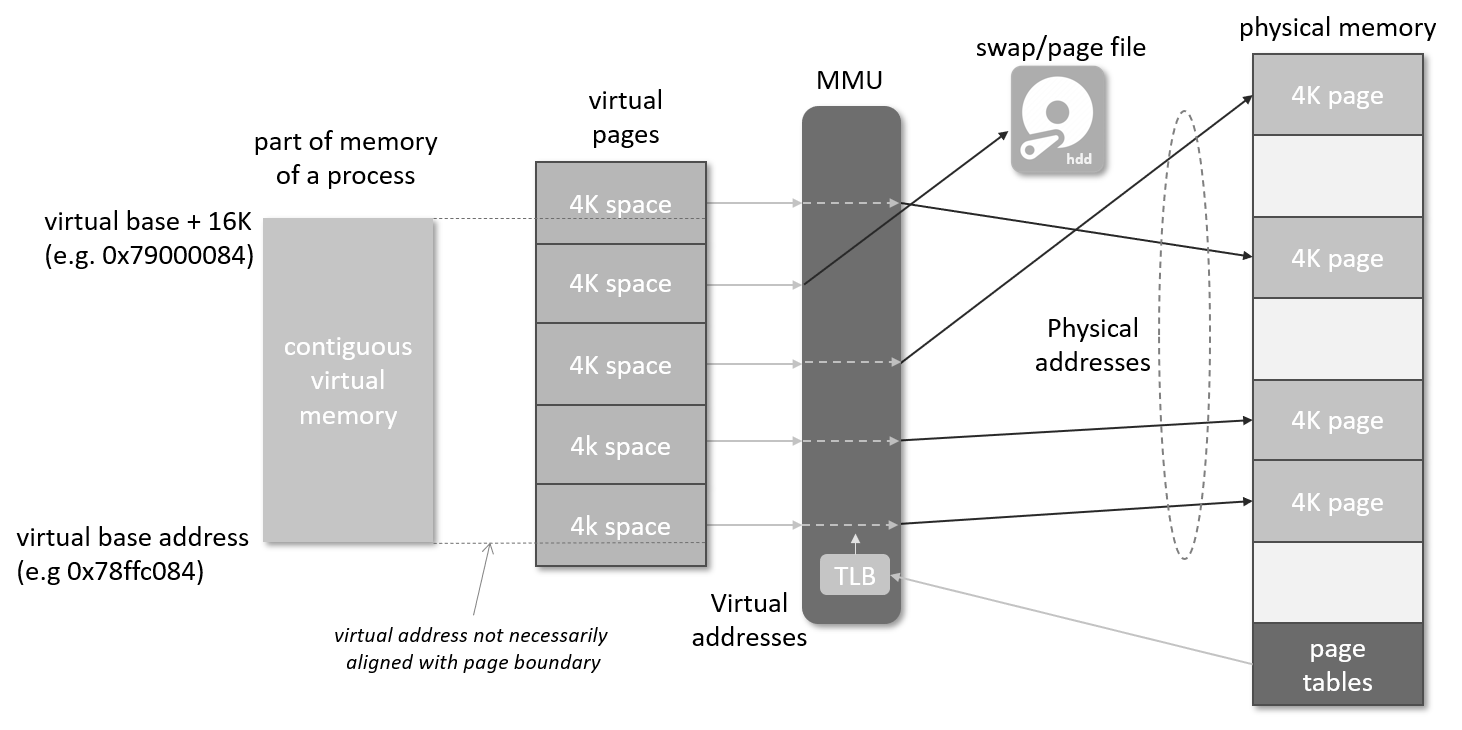 physical memory
swap/page file
MMU
4K page
virtual
pages
part of memory
of a process
hdd
4K space
virtual base + 16K
(e.g. 0x79000084)
4K page
4K space
contiguous
virtual
memory
Physical
addresses
4K space
4K page
4k space
4K page
4k space
virtual base address
(e.g 0x78ffc084)
TLB
Virtual
addresses
virtual address not necessarily
aligned with page boundary
page
tables